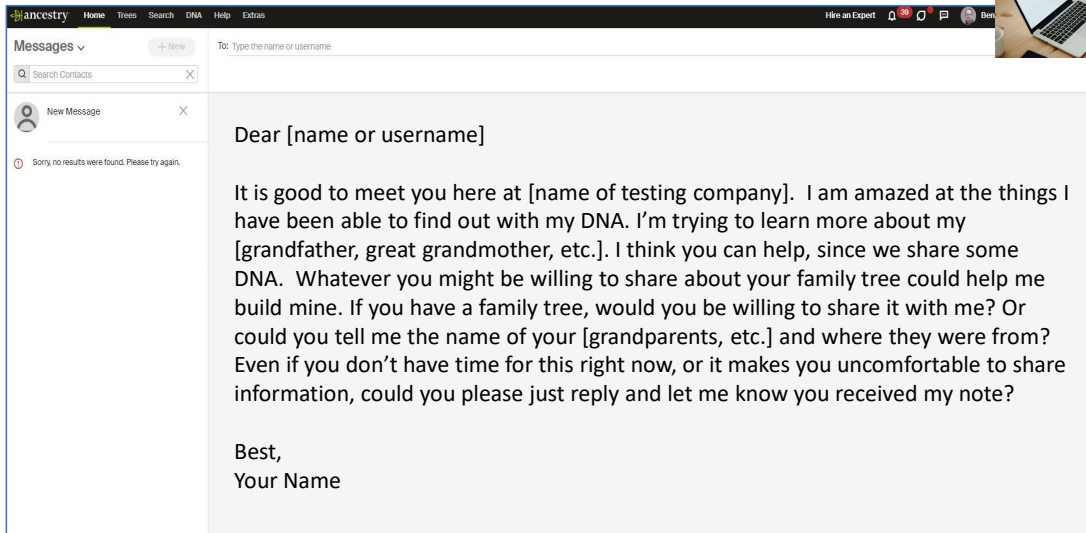 ancestry Home Trees Search DNA Help Extras Hire an Expert 39
Messages + New To: Type the name or username
Search Contacts
New Message
Sorry, no results were found. Please try again.
Dear [name or username]
It is good to meet you here at [name of testing company].  I am amazed at the things I
have been able to find out with my DNA. I’m trying to learn more about my
[grandfather, great grandmother, etc.]. I think you can help, since we share some
DNA.  Whatever you might be willing to share about your family tree could help me
build mine. If you have a family tree, would you be willing to share it with me? Or
could you tell me the name of your [grandparents, etc.] and where they were from?
Even if you don’t have time for this right now, or it makes you uncomfortable to share
information, could you please just reply and let me know you received my note?
Best,
Your Name